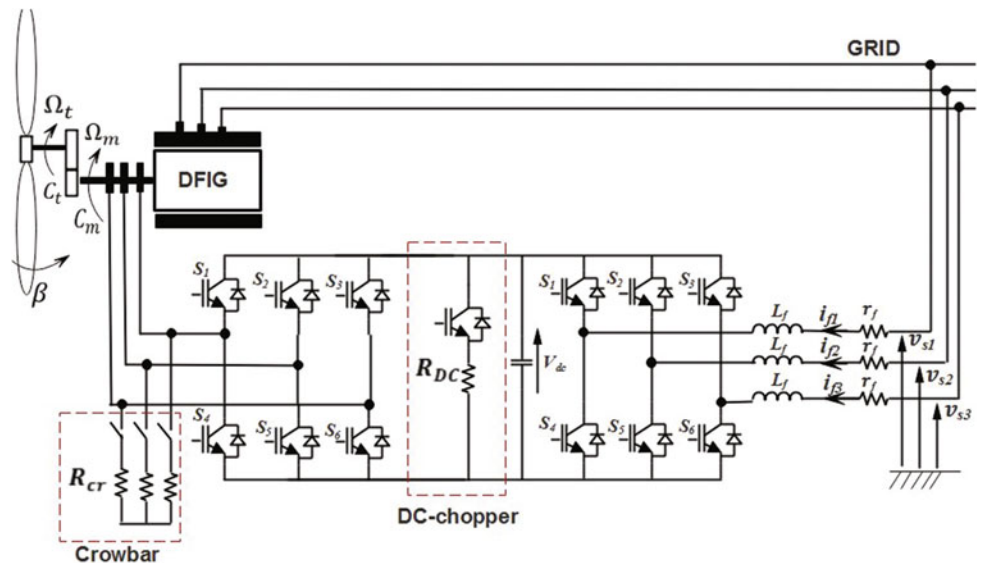 GRID
Ωt
Ωm
DFIG
Ct
Cm
β
S1
S2
S3
S1
S2
S3
RDC
Vdc
Lf
if1
rf
Lf
if2
rf
Lf
if3
rf
vs1
vs2
vs3
S4
S5
S6
S4
S5
S6
Rcr
DC-chopper
Crowbar